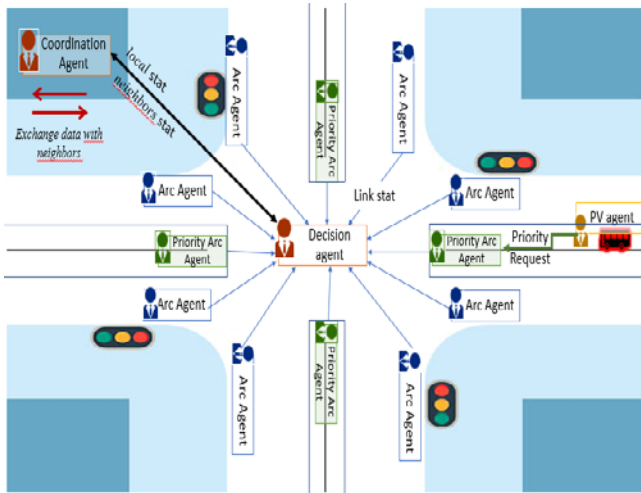 Coordination
Agent
local stat
neighbors stat
Exchange data with
neighbors
Arc Agent
Priority Arc
Agent
Arc Agent
Link stat
Arc Agent
Arc Agent
PV agent
Priority Arc
Agent
Decision
agent
Priority Arc
Agent
Priority
Request
Arc Agent
Arc Agent
Arc Agent
Priority Arc
Agent
Arc Agent